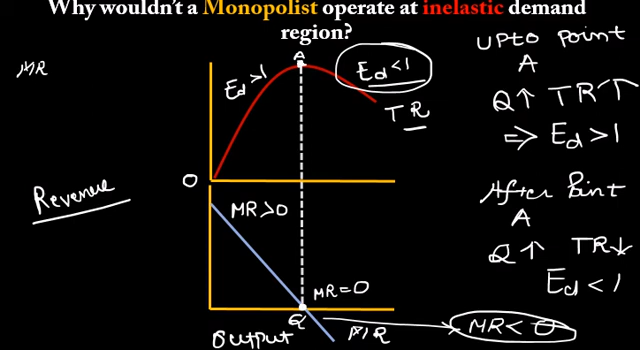 Why wouldn't a Monopolist operate at inelastic demand
region?
MR
Ed>1
A
Ed<1
TR
O
Revenue
MR>0
MR=0
Q'
Output
MR
UPTO Point
A
Q↑ TR↑
⇒ Ed>1
After Point
A
Q↑ TR↓
Ed<1
MR<0